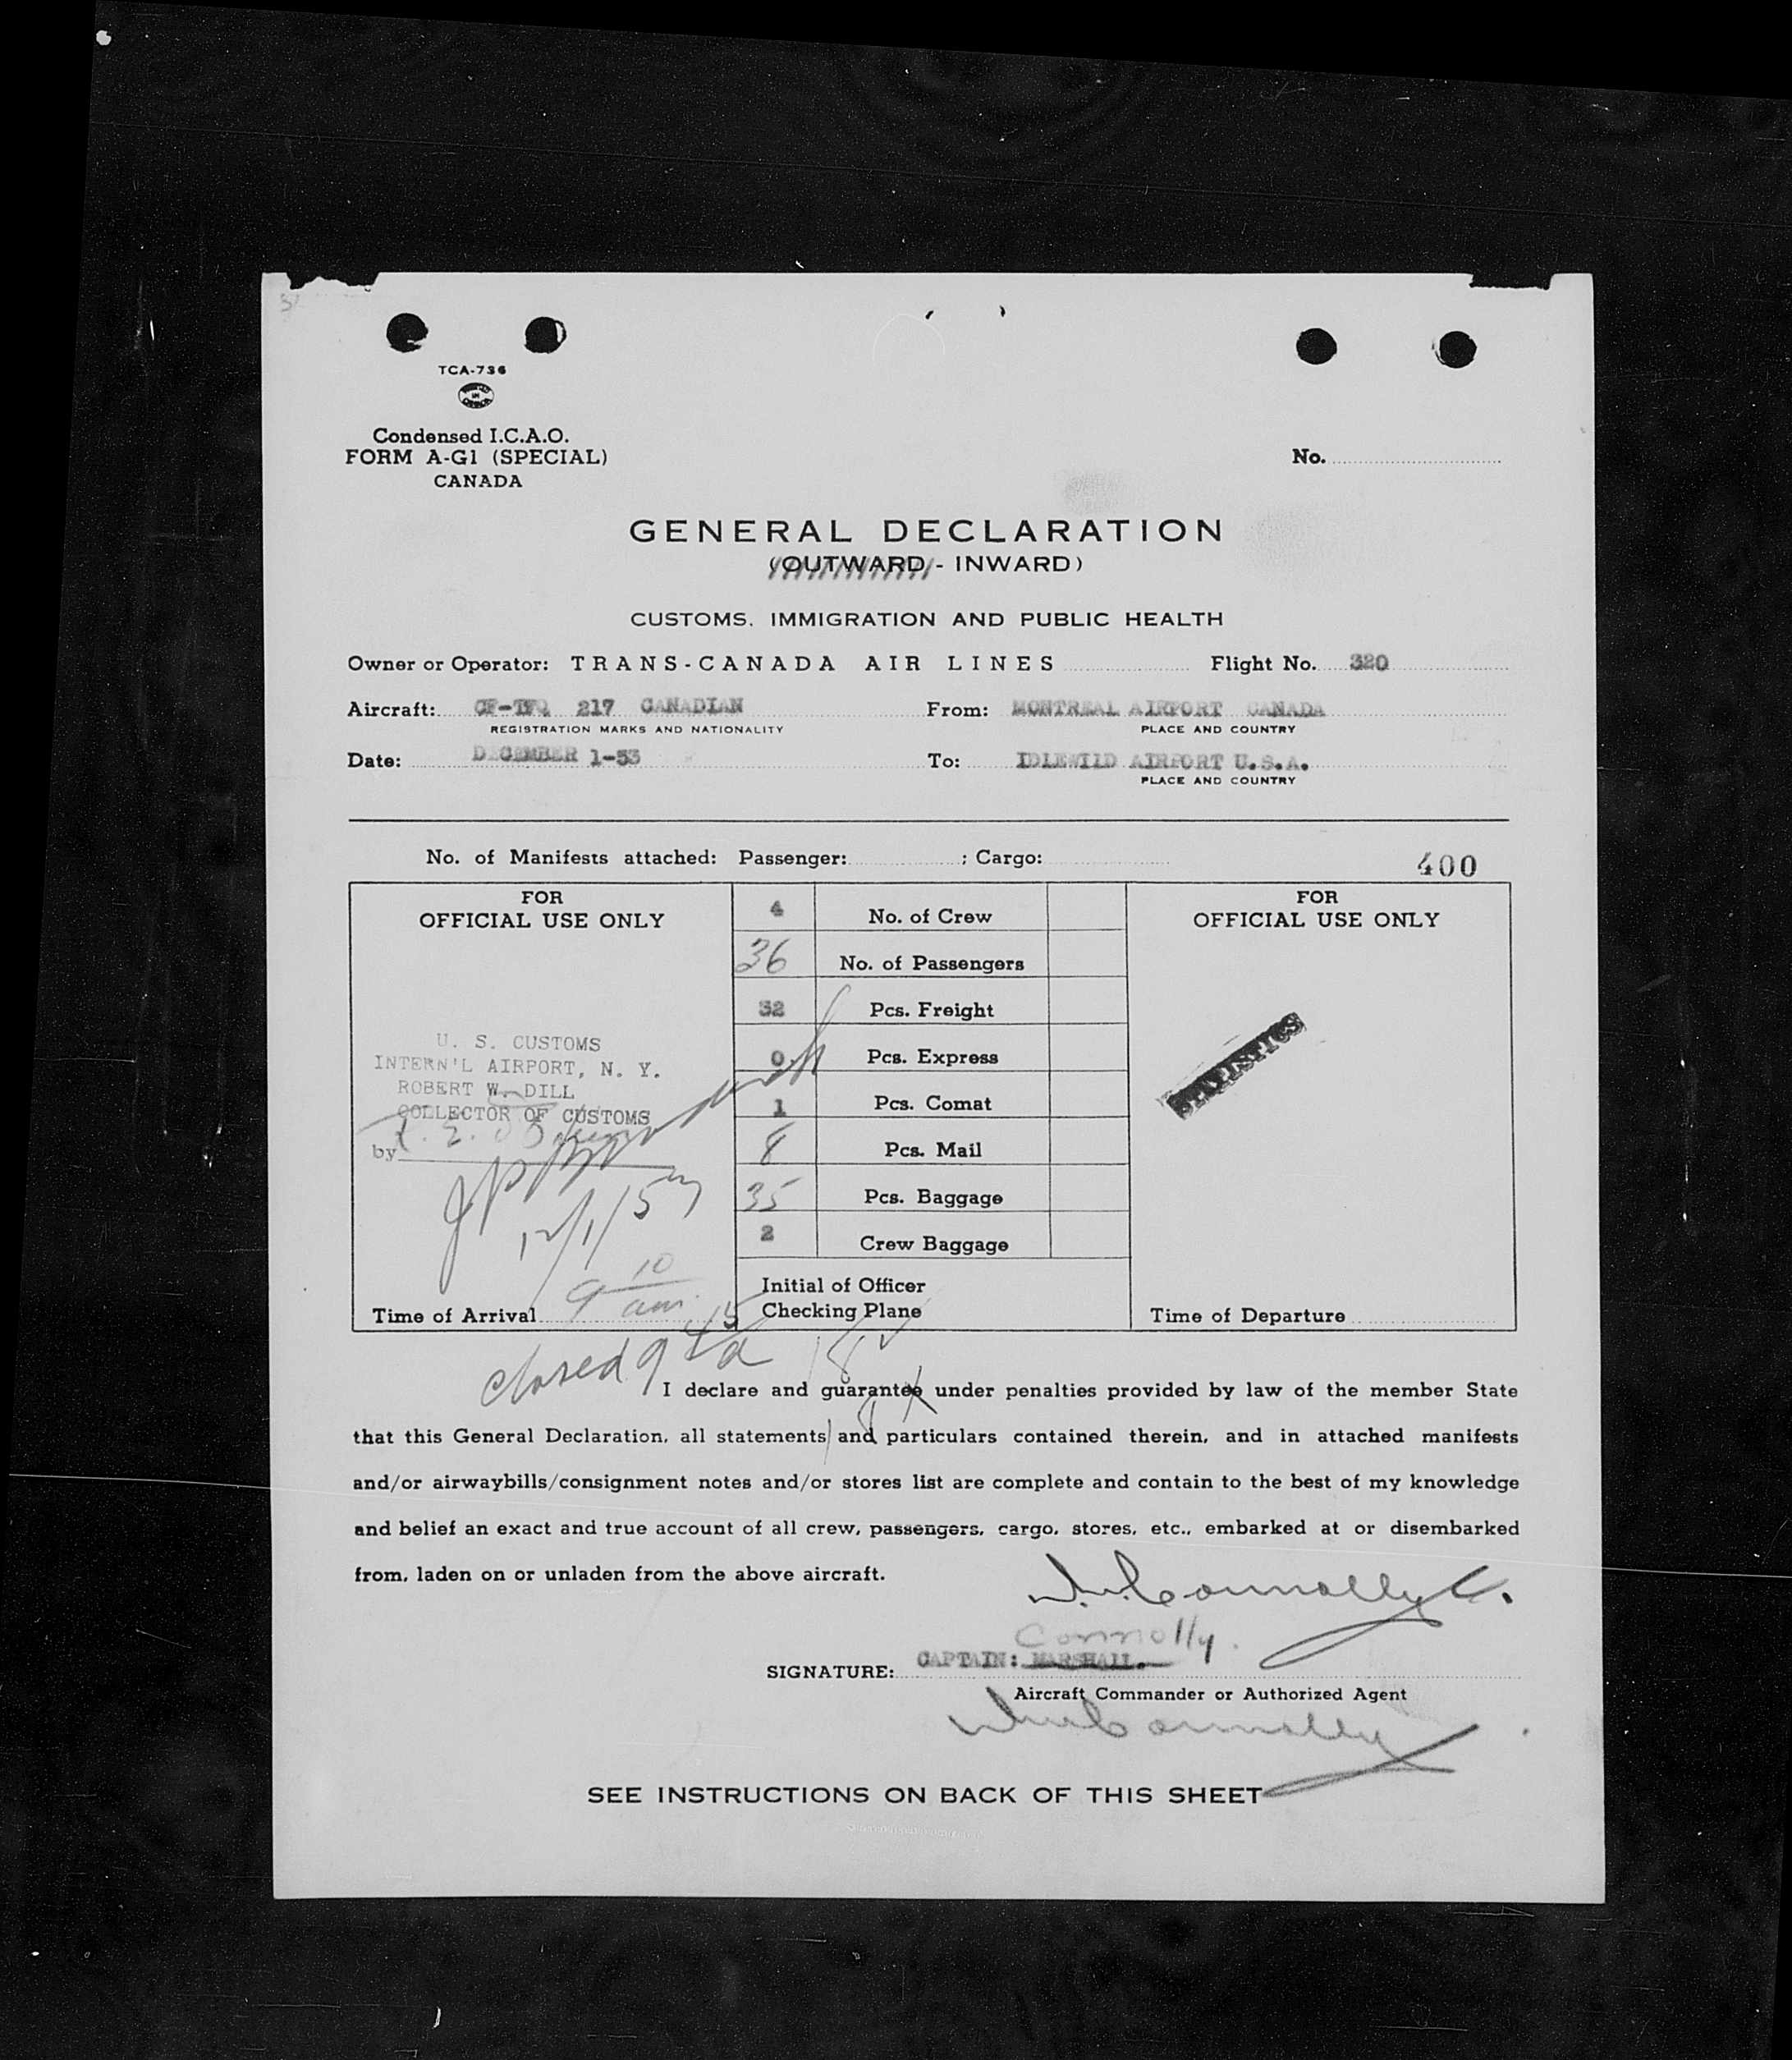 TCA-736
Condensed I.C.A.O.
FORM A-G1 (SPECIAL)
CANADA
No.
GENERAL DECLARATION
(OUTWARD - INWARD)
CUSTOMS, IMMIGRATION AND PUBLIC HEALTH
Owner or Operator: TRANS-CANADA AIR LINES Flight No. 320
Aircraft: CF-TFQ 217 CANADIAN From: MONTREAL AIRPORT CANADA
REGISTRATION MARKS AND NATIONALITY PLACE AND COUNTRY
Date: DECEMBER 1-53 To: IDLEWILD AIRPORT U.S.A.
PLACE AND COUNTRY
No. of Manifests attached: Passenger: ; Cargo: 400
FOR
OFFICIAL USE ONLY
U. S. CUSTOMS
INTERN'L AIRPORT, N. Y.
ROBERT W. DILL
COLLECTOR OF CUSTOMS
by
12/1/53
Time of Arrival 9 10 am.
4 No. of Crew
36 No. of Passengers
32 Pcs. Freight
0 Pcs. Express
1 Pcs. Comat
8 Pcs. Mail
35 Pcs. Baggage
2 Crew Baggage
Initial of Officer
Checking Plane
FOR
OFFICIAL USE ONLY
STATISTICS
Time of Departure
closed 9 45 a
I declare and guarantee under penalties provided by law of the member State
that this General Declaration, all statements and particulars contained therein, and in attached manifests
and/or airwaybills/consignment notes and/or stores list are complete and contain to the best of my knowledge
and belief an exact and true account of all crew, passengers, cargo, stores, etc., embarked at or disembarked
from, laden on or unladen from the above aircraft.
Connolly
Connolly.
SIGNATURE: CAPTAIN: MARSHALL.
Aircraft Commander or Authorized Agent
Connolly
SEE INSTRUCTIONS ON BACK OF THIS SHEET